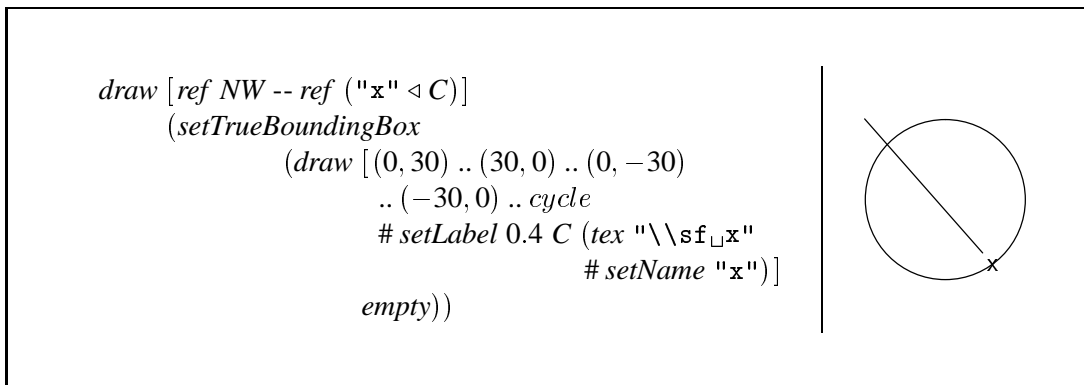 draw [ref NW -- ref ("x" ◃ C)]
(setTrueBoundingBox
(draw [(0, 30) .. (30, 0) .. (0, −30)
.. (−30, 0) .. cycle
# setLabel 0.4 C (tex "\\sf␣x"
# setName "x")]
empty))
x